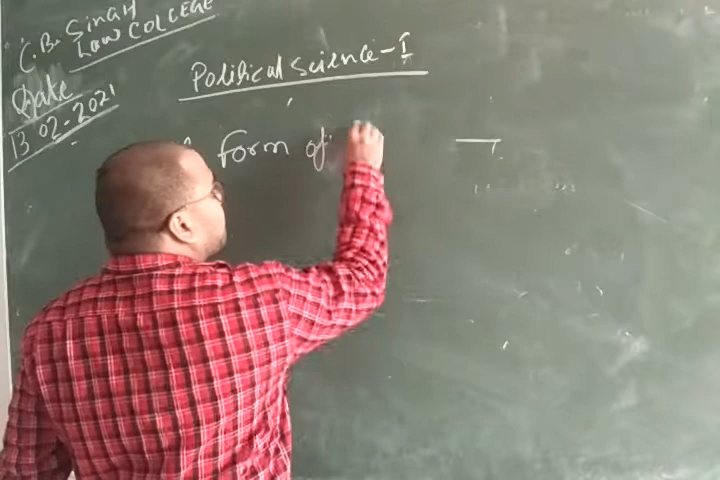 C.B. Singh
Law COLLEGE
Date
13-02-2021
Political Science-I
form of